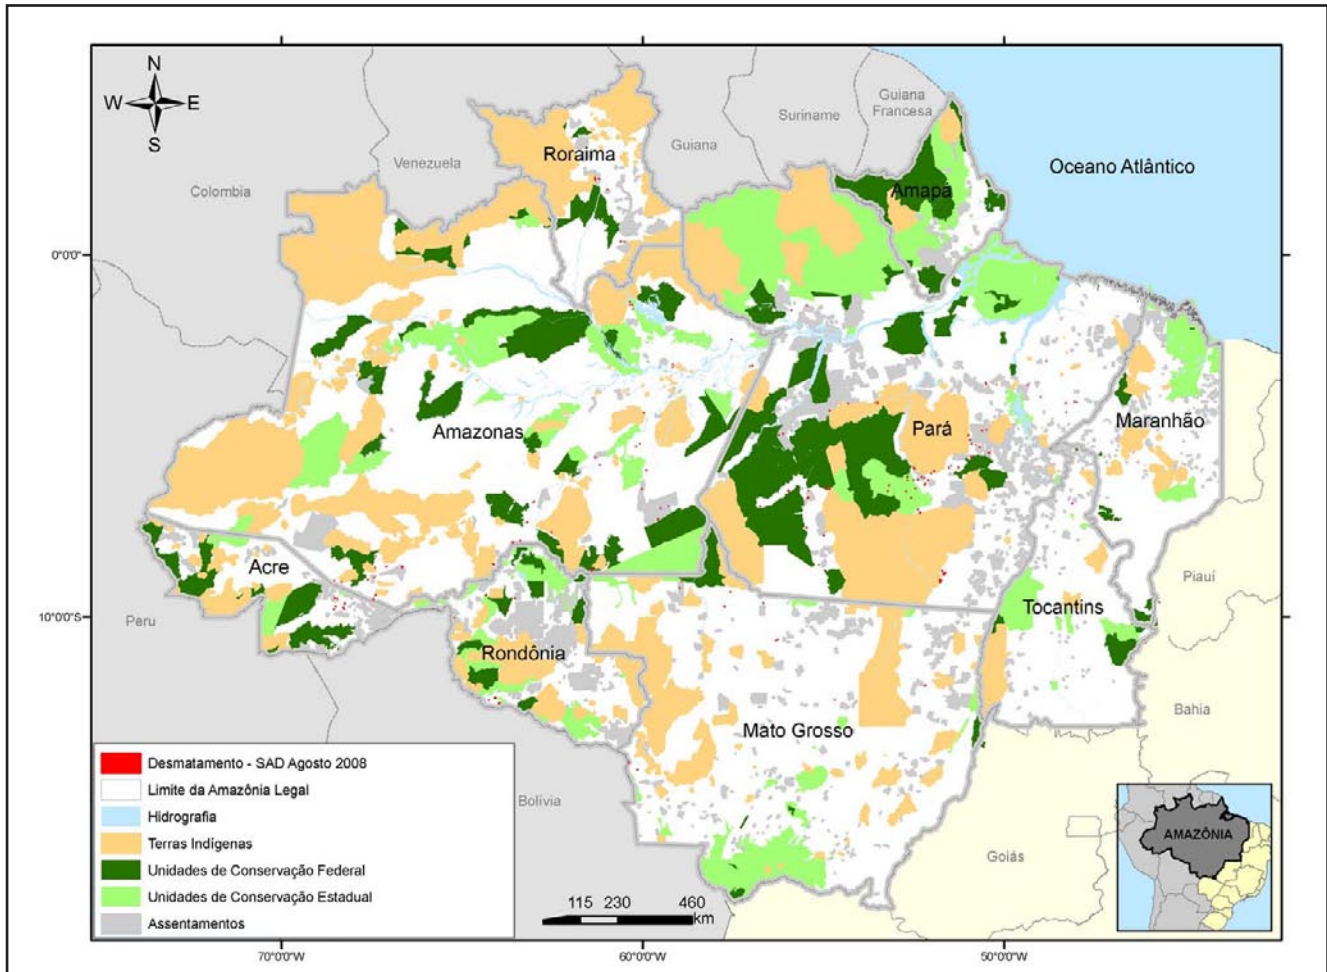 N
W
E
S
Colombia
Venezuela
Roraima
Guiana
Suriname
Guiana
Francesa
Amapá
Oceano Atlântico
0°0'0"
Amazonas
Pará
Maranhão
Acre
Peru
10°0'0"S
Rondônia
Tocantins
Piauí
Mato Grosso
Bahia
Bolívia
Goiás
Desmatamento - SAD Agosto 2008
Limite da Amazônia Legal
Hidrografia
Terras Indígenas
Unidades de Conservação Federal
Unidades de Conservação Estadual
Assentamentos
115 230 460
km
AMAZÔNIA
70°0'0"W
60°0'0"W
50°0'0"W